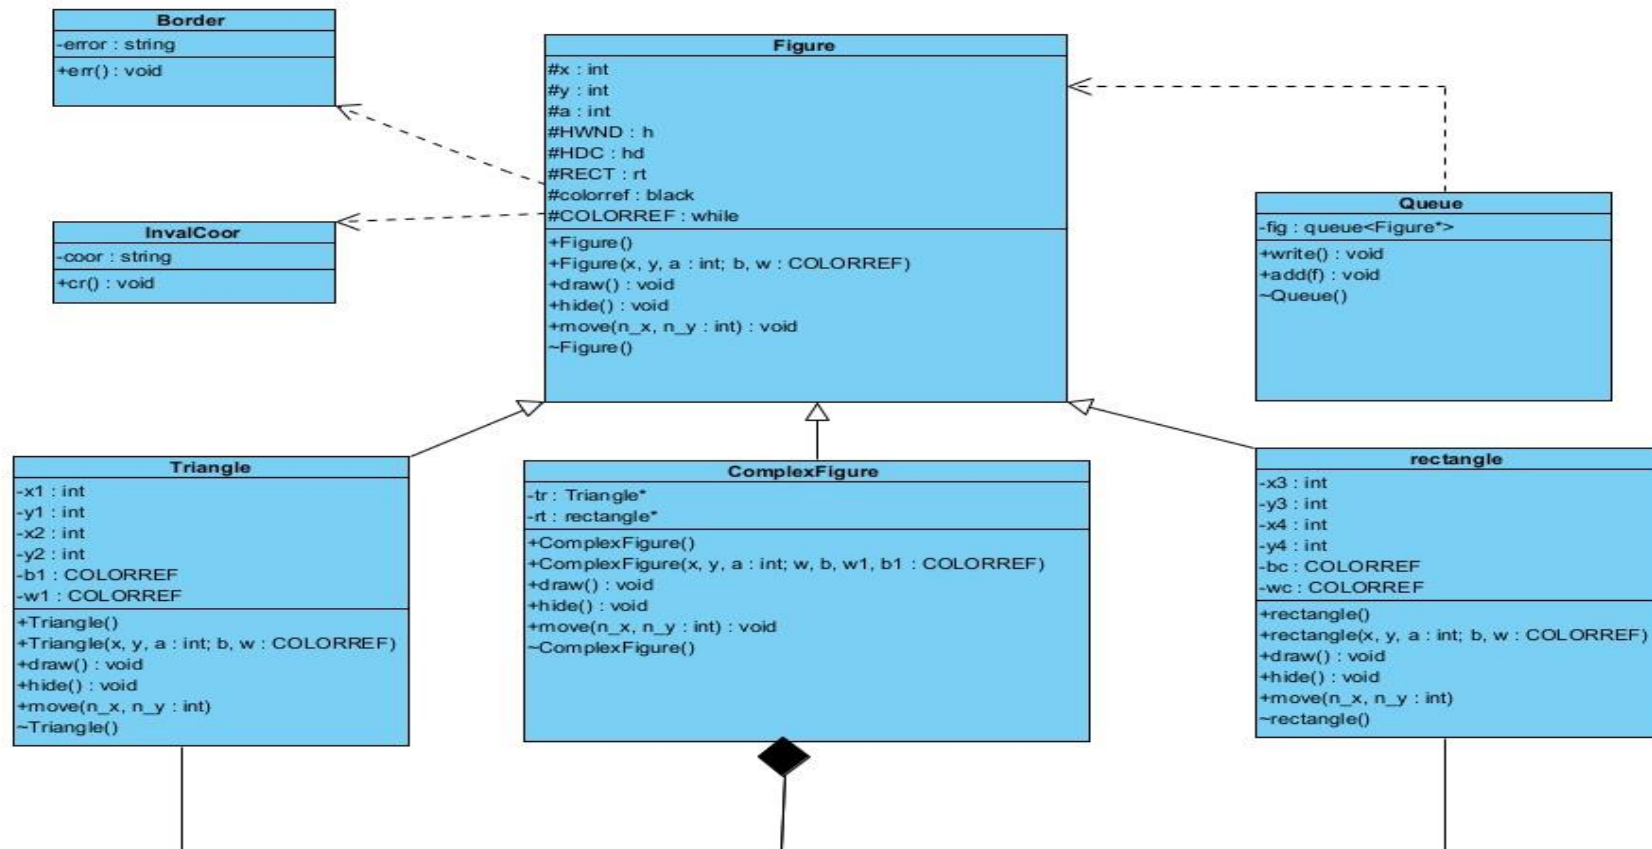 Border
-error : string
+err() : void
InvalCoor
-coor : string
+cr() : void
Figure
#x : int
#y : int
#a : int
#HWND : h
#HDC : hd
#RECT : rt
#colorref : black
#COLORREF : while
+Figure()
+Figure(x, y, a : int; b, w : COLORREF)
+draw() : void
+hide() : void
+move(n_x, n_y : int) : void
~Figure()
Queue
-fig : queue<Figure*>
+write() : void
+add(f) : void
~Queue()
Triangle
-x1 : int
-y1 : int
-x2 : int
-y2 : int
-b1 : COLORREF
-w1 : COLORREF
+Triangle()
+Triangle(x, y, a : int; b, w : COLORREF)
+draw() : void
+hide() : void
+move(n_x, n_y : int)
~Triangle()
ComplexFigure
-tr : Triangle*
-rt : rectangle*
+ComplexFigure()
+ComplexFigure(x, y, a : int; w, b, w1, b1 : COLORREF)
+draw() : void
+hide() : void
+move(n_x, n_y : int) : void
~ComplexFigure()
rectangle
-x3 : int
-y3 : int
-x4 : int
-y4 : int
-bc : COLORREF
-wc : COLORREF
+rectangle()
+rectangle(x, y, a : int; b, w : COLORREF)
+draw() : void
+hide() : void
+move(n_x, n_y : int)
~rectangle()